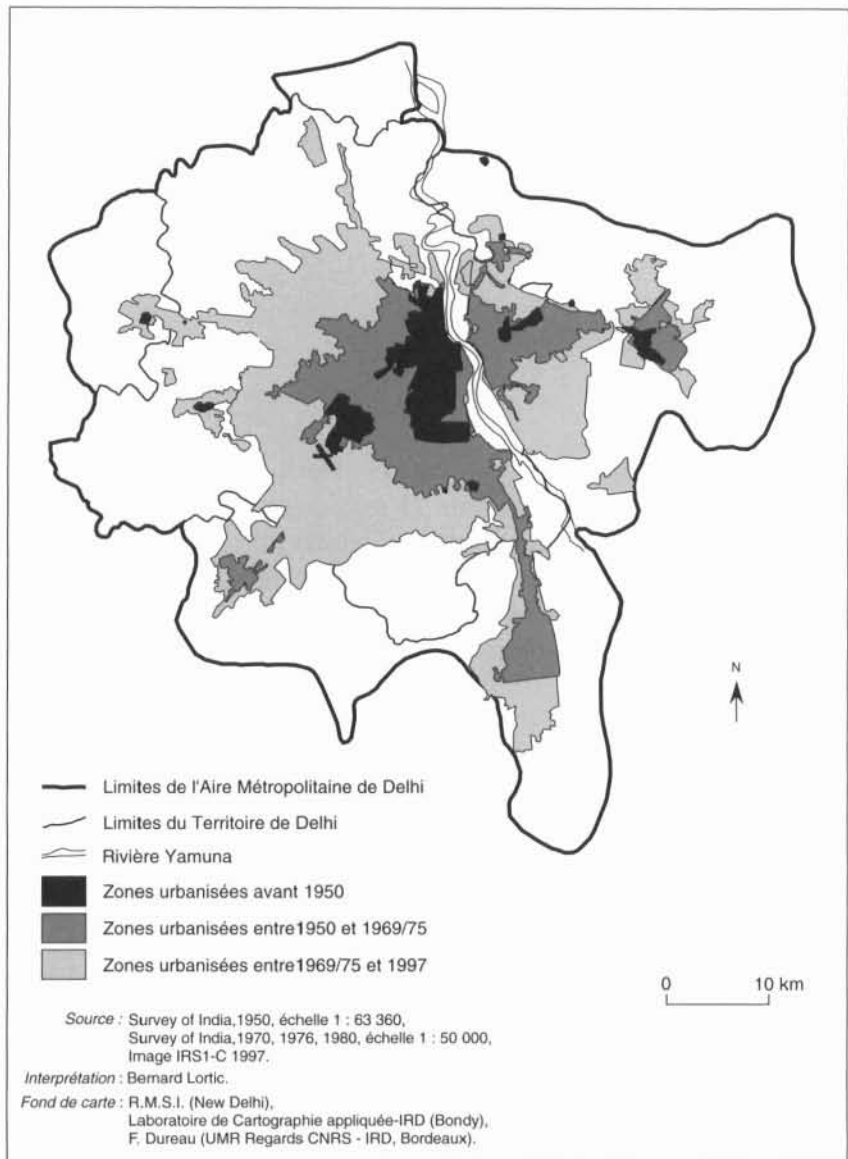 N
Limites de l'Aire Métropolitaine de Delhi
Limites du Territoire de Delhi
Rivière Yamuna
Zones urbanisées avant 1950
Zones urbanisées entre1950 et 1969/75
Zones urbanisées entre1969/75 et 1997
0 10 km
Source : Survey of India,1950, échelle 1 : 63 360,
Survey of India,1970, 1976, 1980, échelle 1 : 50 000,
Image IRS1-C 1997.
Interprétation : Bernard Lortic.
Fond de carte : R.M.S.I. (New Delhi),
Laboratoire de Cartographie appliquée-IRD (Bondy),
F. Dureau (UMR Regards CNRS - IRD, Bordeaux).